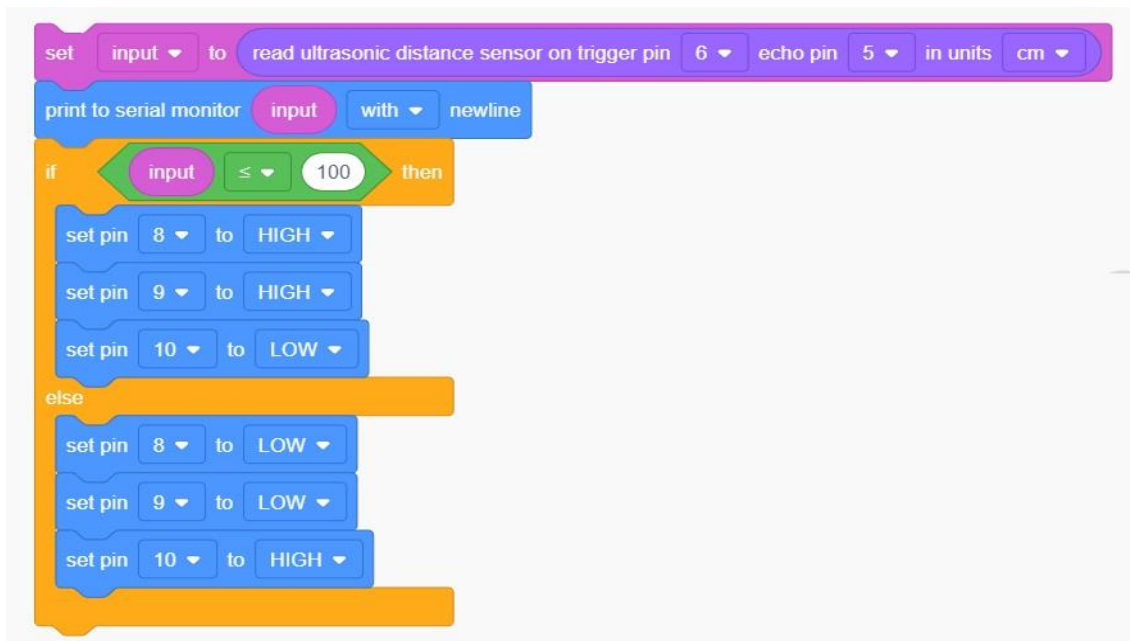 set input to read ultrasonic distance sensor on trigger pin 6 echo pin 5 in units cm
print to serial monitor input with newline
if input ≤ 100 then
set pin 8 to HIGH
set pin 9 to HIGH
set pin 10 to LOW
else
set pin 8 to LOW
set pin 9 to LOW
set pin 10 to HIGH